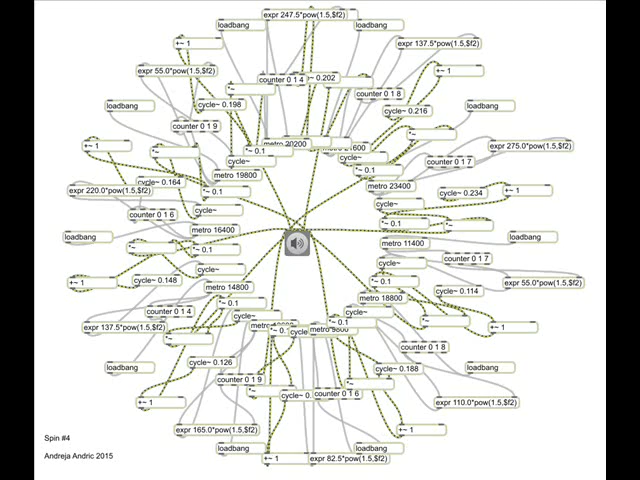 expr 247.5*pow(1.5,$f2)
loadbang
loadbang
+~ 1
expr 137.5*pow(1.5,$f2)
expr 55.0*pow(1.5,$f2)
+~ 1
counter 0 1 4
~ 0.202
*~
counter 0 1 8
loadbang
cycle~ 0.198
loadbang
cycle~ 0.216
counter 0 1 9
*~
+~ 1
metro 20200
expr 275.0*pow(1.5,$f2)
*~
*~ 0.1
cycle~
cycle~
counter 0 1 7
metro 19800
*~ 0.1
cycle~ 0.164
metro 23400
expr 220.0*pow(1.5,$f2)
*~ 0.1
cycle~ 0.234
+~ 1
cycle~
cycle~
counter 0 1 6
*~ 0.1
*~
metro 16400
loadbang
loadbang
*~
*~ 0.1
metro 11400
cycle~
cycle~
counter 0 1 7
+~ 1
cycle~ 0.148
*~ 0.1
expr 55.0*pow(1.5,$f2)
metro 14800
cycle~ 0.114
metro 18800
*~ 0.1
counter 0 1 4
cycle~
cycle~
*~
expr 137.5*pow(1.5,$f2)
*~ 0.1
+~ 1
*~
counter 0 1 8
cycle~ 0.126
loadbang
cycle~ 0.188
loadbang
counter 0 1 9
*~
*~
counter 0 1 6
+~ 1
expr 110.0*pow(1.5,$f2)
expr 165.0*pow(1.5,$f2)
+~ 1
Spin #4
loadbang
loadbang
Andreja Andric 2015
+~ 1
expr 82.5*pow(1.5,$f2)